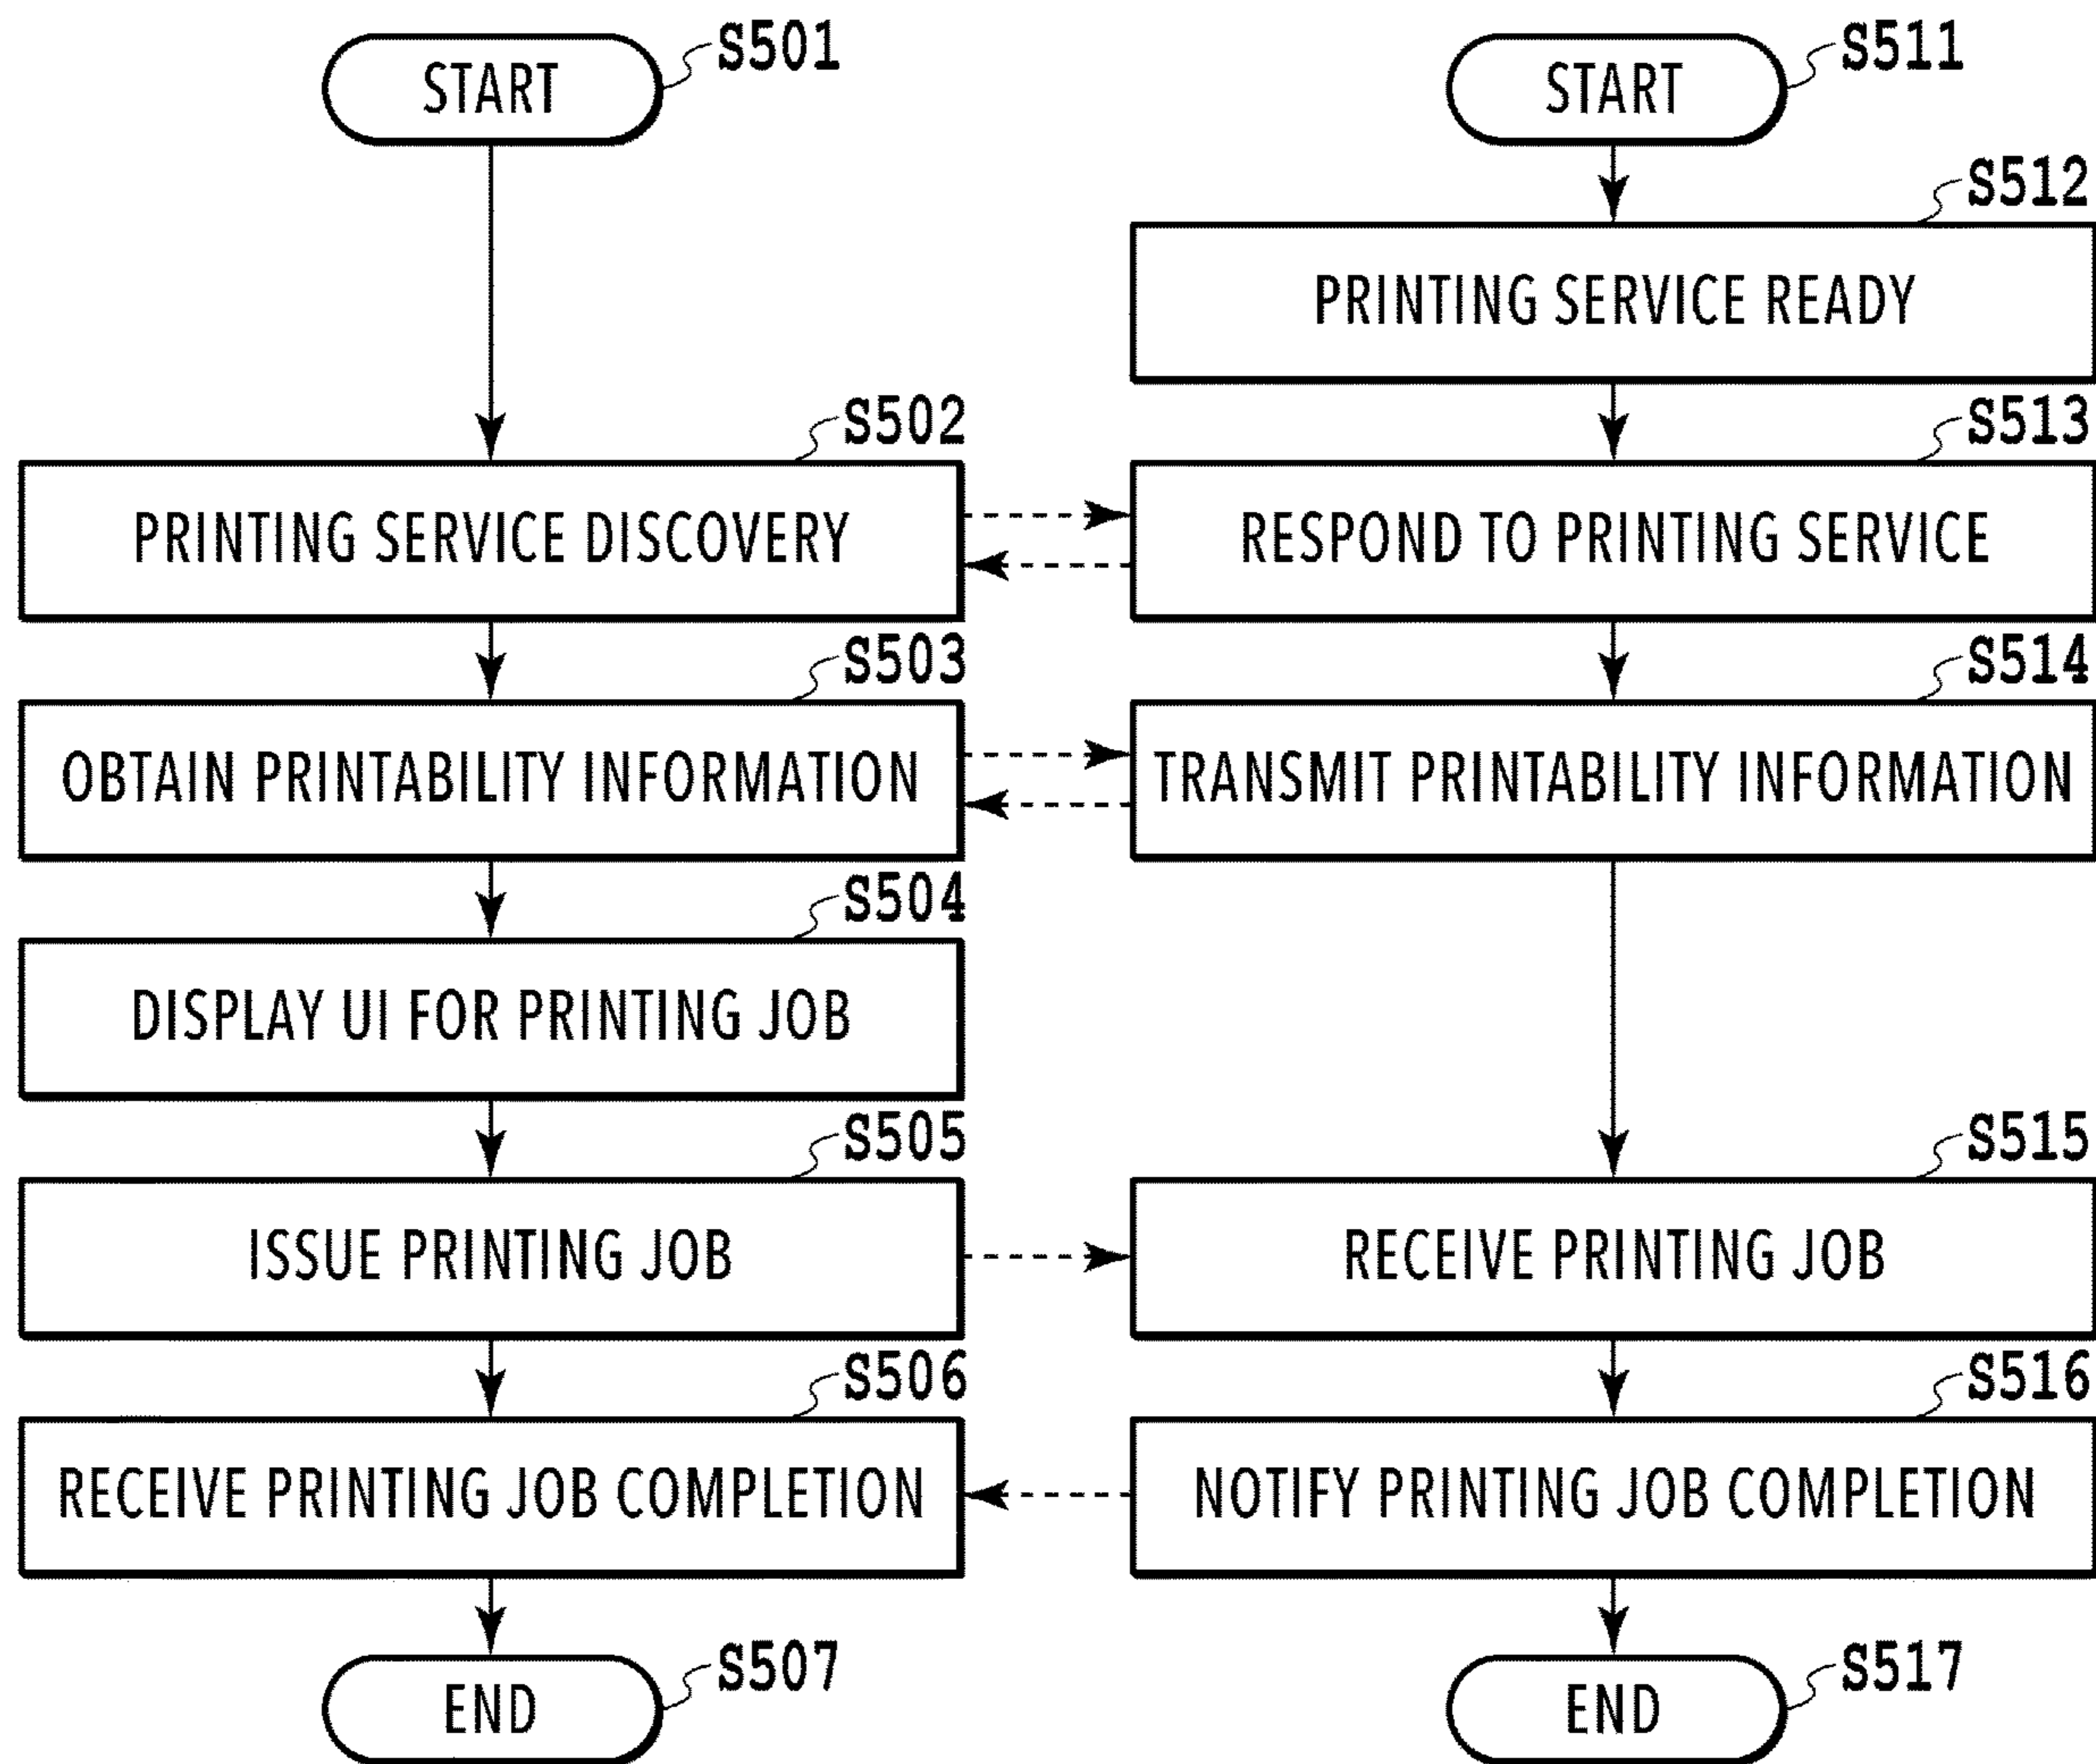 S501
START
S511
START
S512
PRINTING SERVICE READY
S502
PRINTING SERVICE DISCOVERY
S513
RESPOND TO PRINTING SERVICE
S503
OBTAIN PRINTABILITY INFORMATION
S514
TRANSMIT PRINTABILITY INFORMATION
S504
DISPLAY UI FOR PRINTING JOB
S505
ISSUE PRINTING JOB
S515
RECEIVE PRINTING JOB
S506
RECEIVE PRINTING JOB COMPLETION
S516
NOTIFY PRINTING JOB COMPLETION
S507
END
S517
END